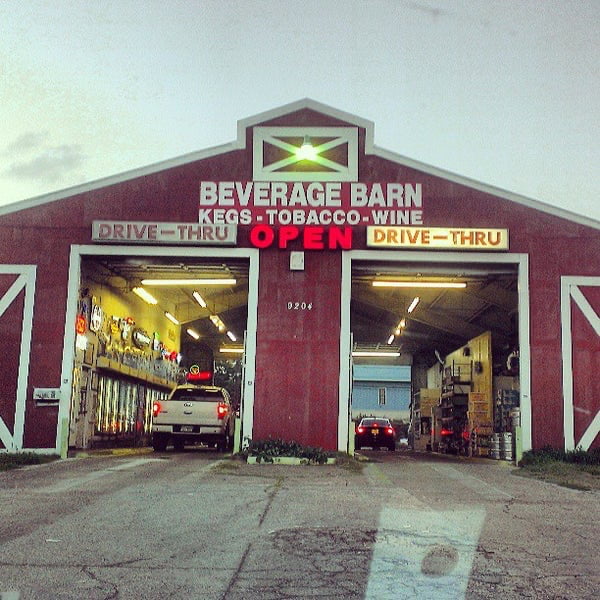 BEVERAGE BARN
KEGS - TOBACCO - WINE
DRIVE-THRU
OPEN
DRIVE-THRU
9204